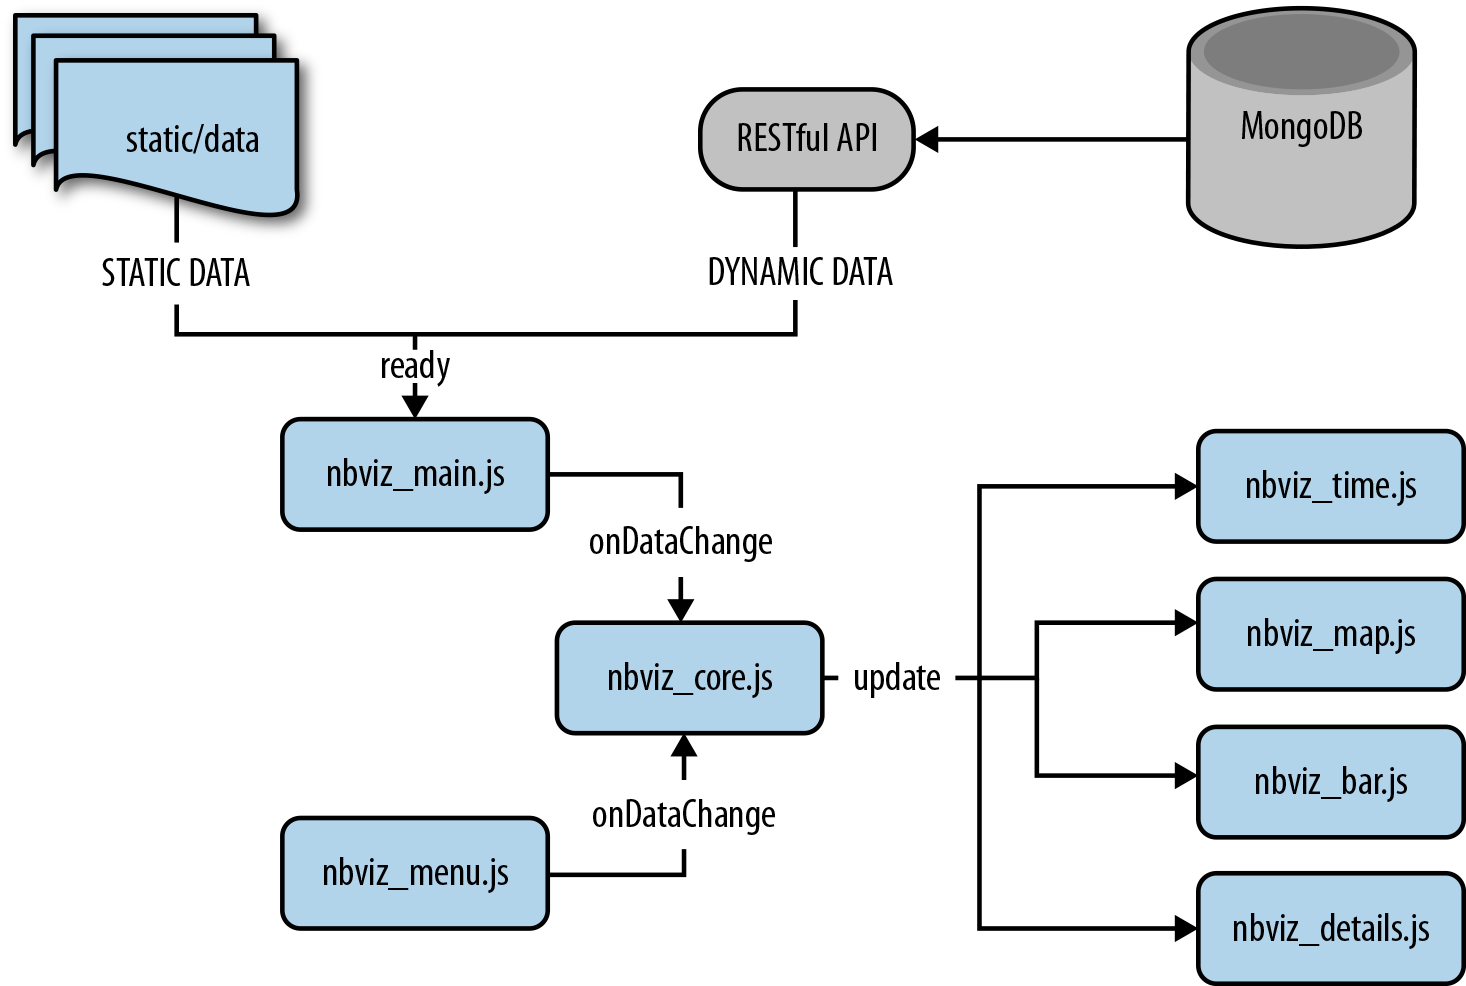 static/data
RESTful API
MongoDB
STATIC DATA
DYNAMIC DATA
ready
nbviz_main.js
onDataChange
nbviz_core.js
update
onDataChange
nbviz_menu.js
nbviz_time.js
nbviz_map.js
nbviz_bar.js
nbviz_details.js